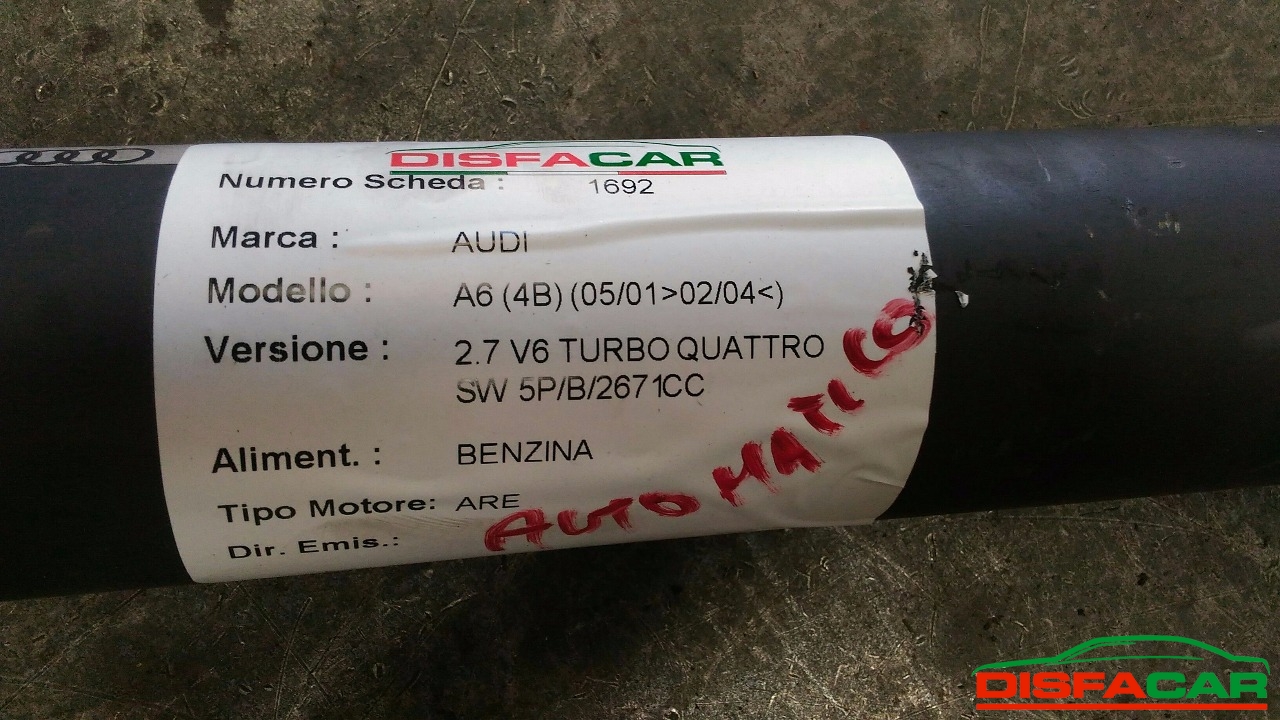 DISFACAR
Numero Scheda : 1692
Marca : AUDI
Modello : A6 (4B) (05/01>02/04<)
Versione : 2.7 V6 TURBO QUATTRO
SW 5P/B/2671CC
Aliment. : BENZINA
Tipo Motore: ARE
Dir. Emis.:
AUTOMATICO
DISFACAR